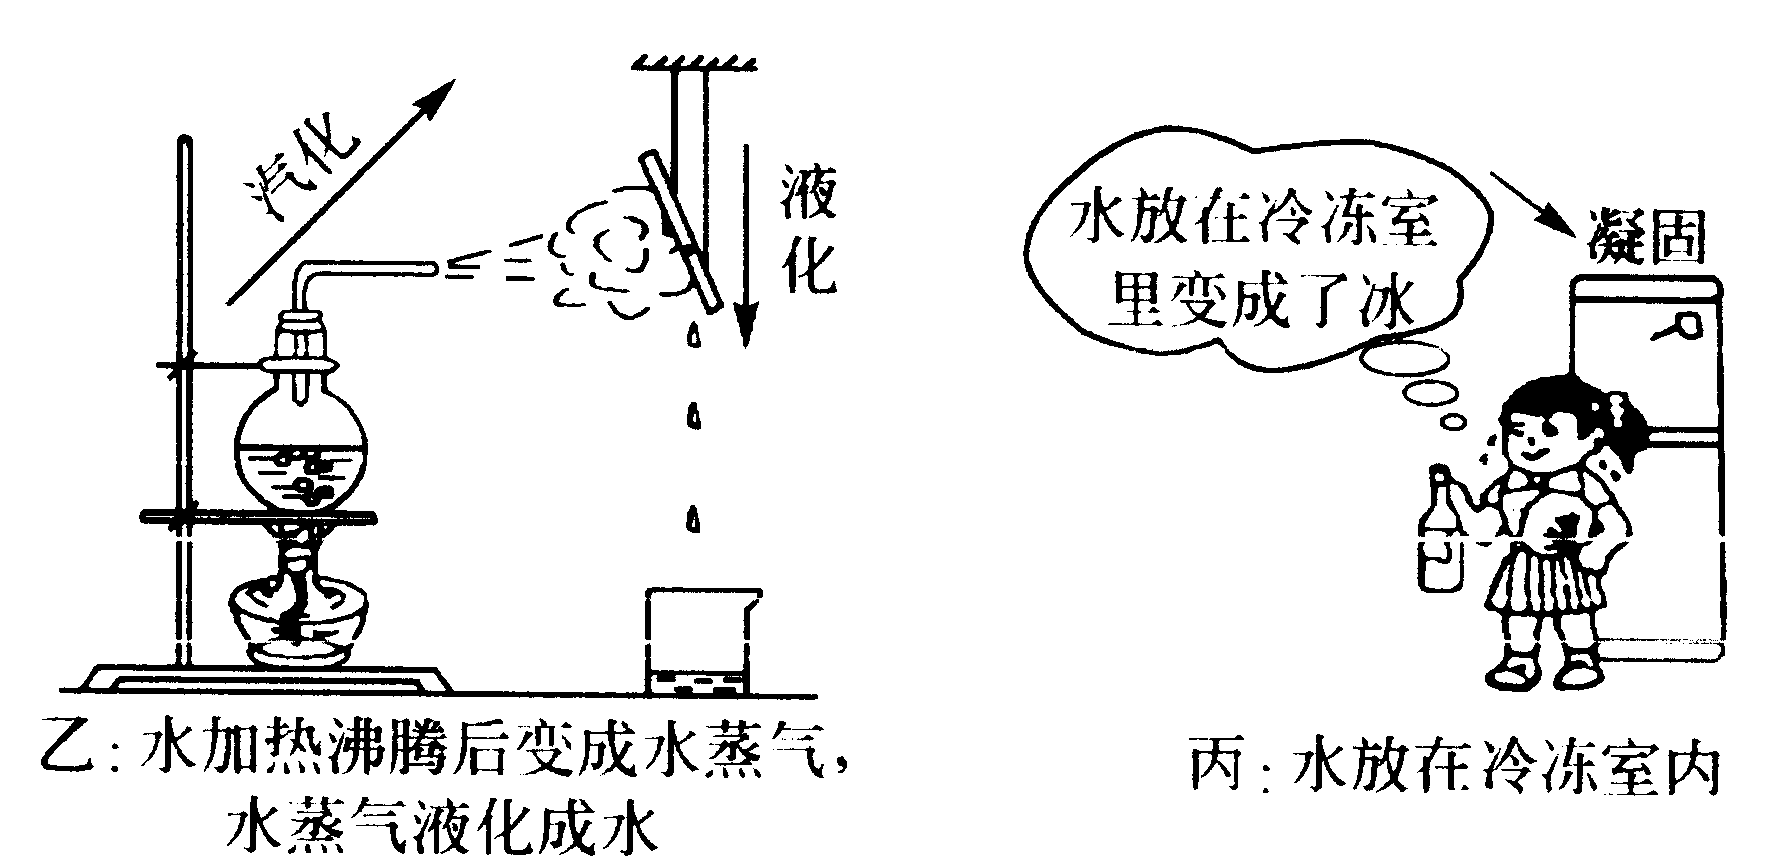 汽化
液化
水放在冷冻室
里变成了冰
凝固
乙:水加热沸腾后变成水蒸气,
水蒸气液化成水
丙:水放在冷冻室内